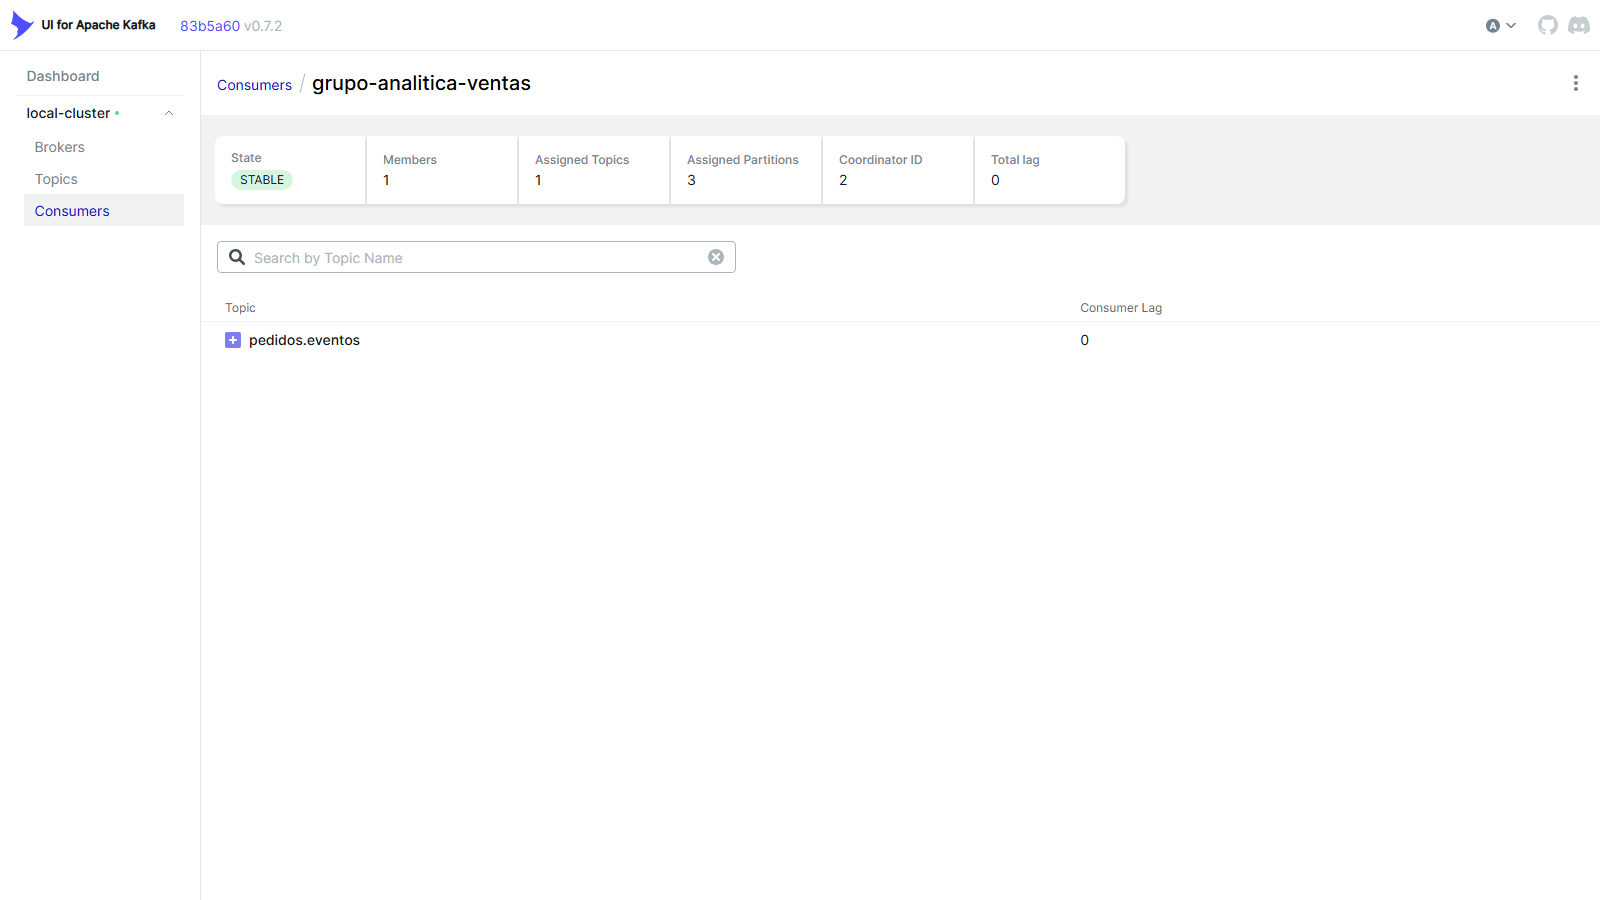 UI for Apache Kafka 83b5a60 v0.7.2 A
Dashboard
local-cluster
Brokers
Topics
Consumers
Consumers / grupo-analitica-ventas
State Members Assigned Topics Assigned Partitions Coordinator ID Total lag
STABLE 1 1 3 2 0
Search by Topic Name
Topic Consumer Lag
pedidos.eventos 0